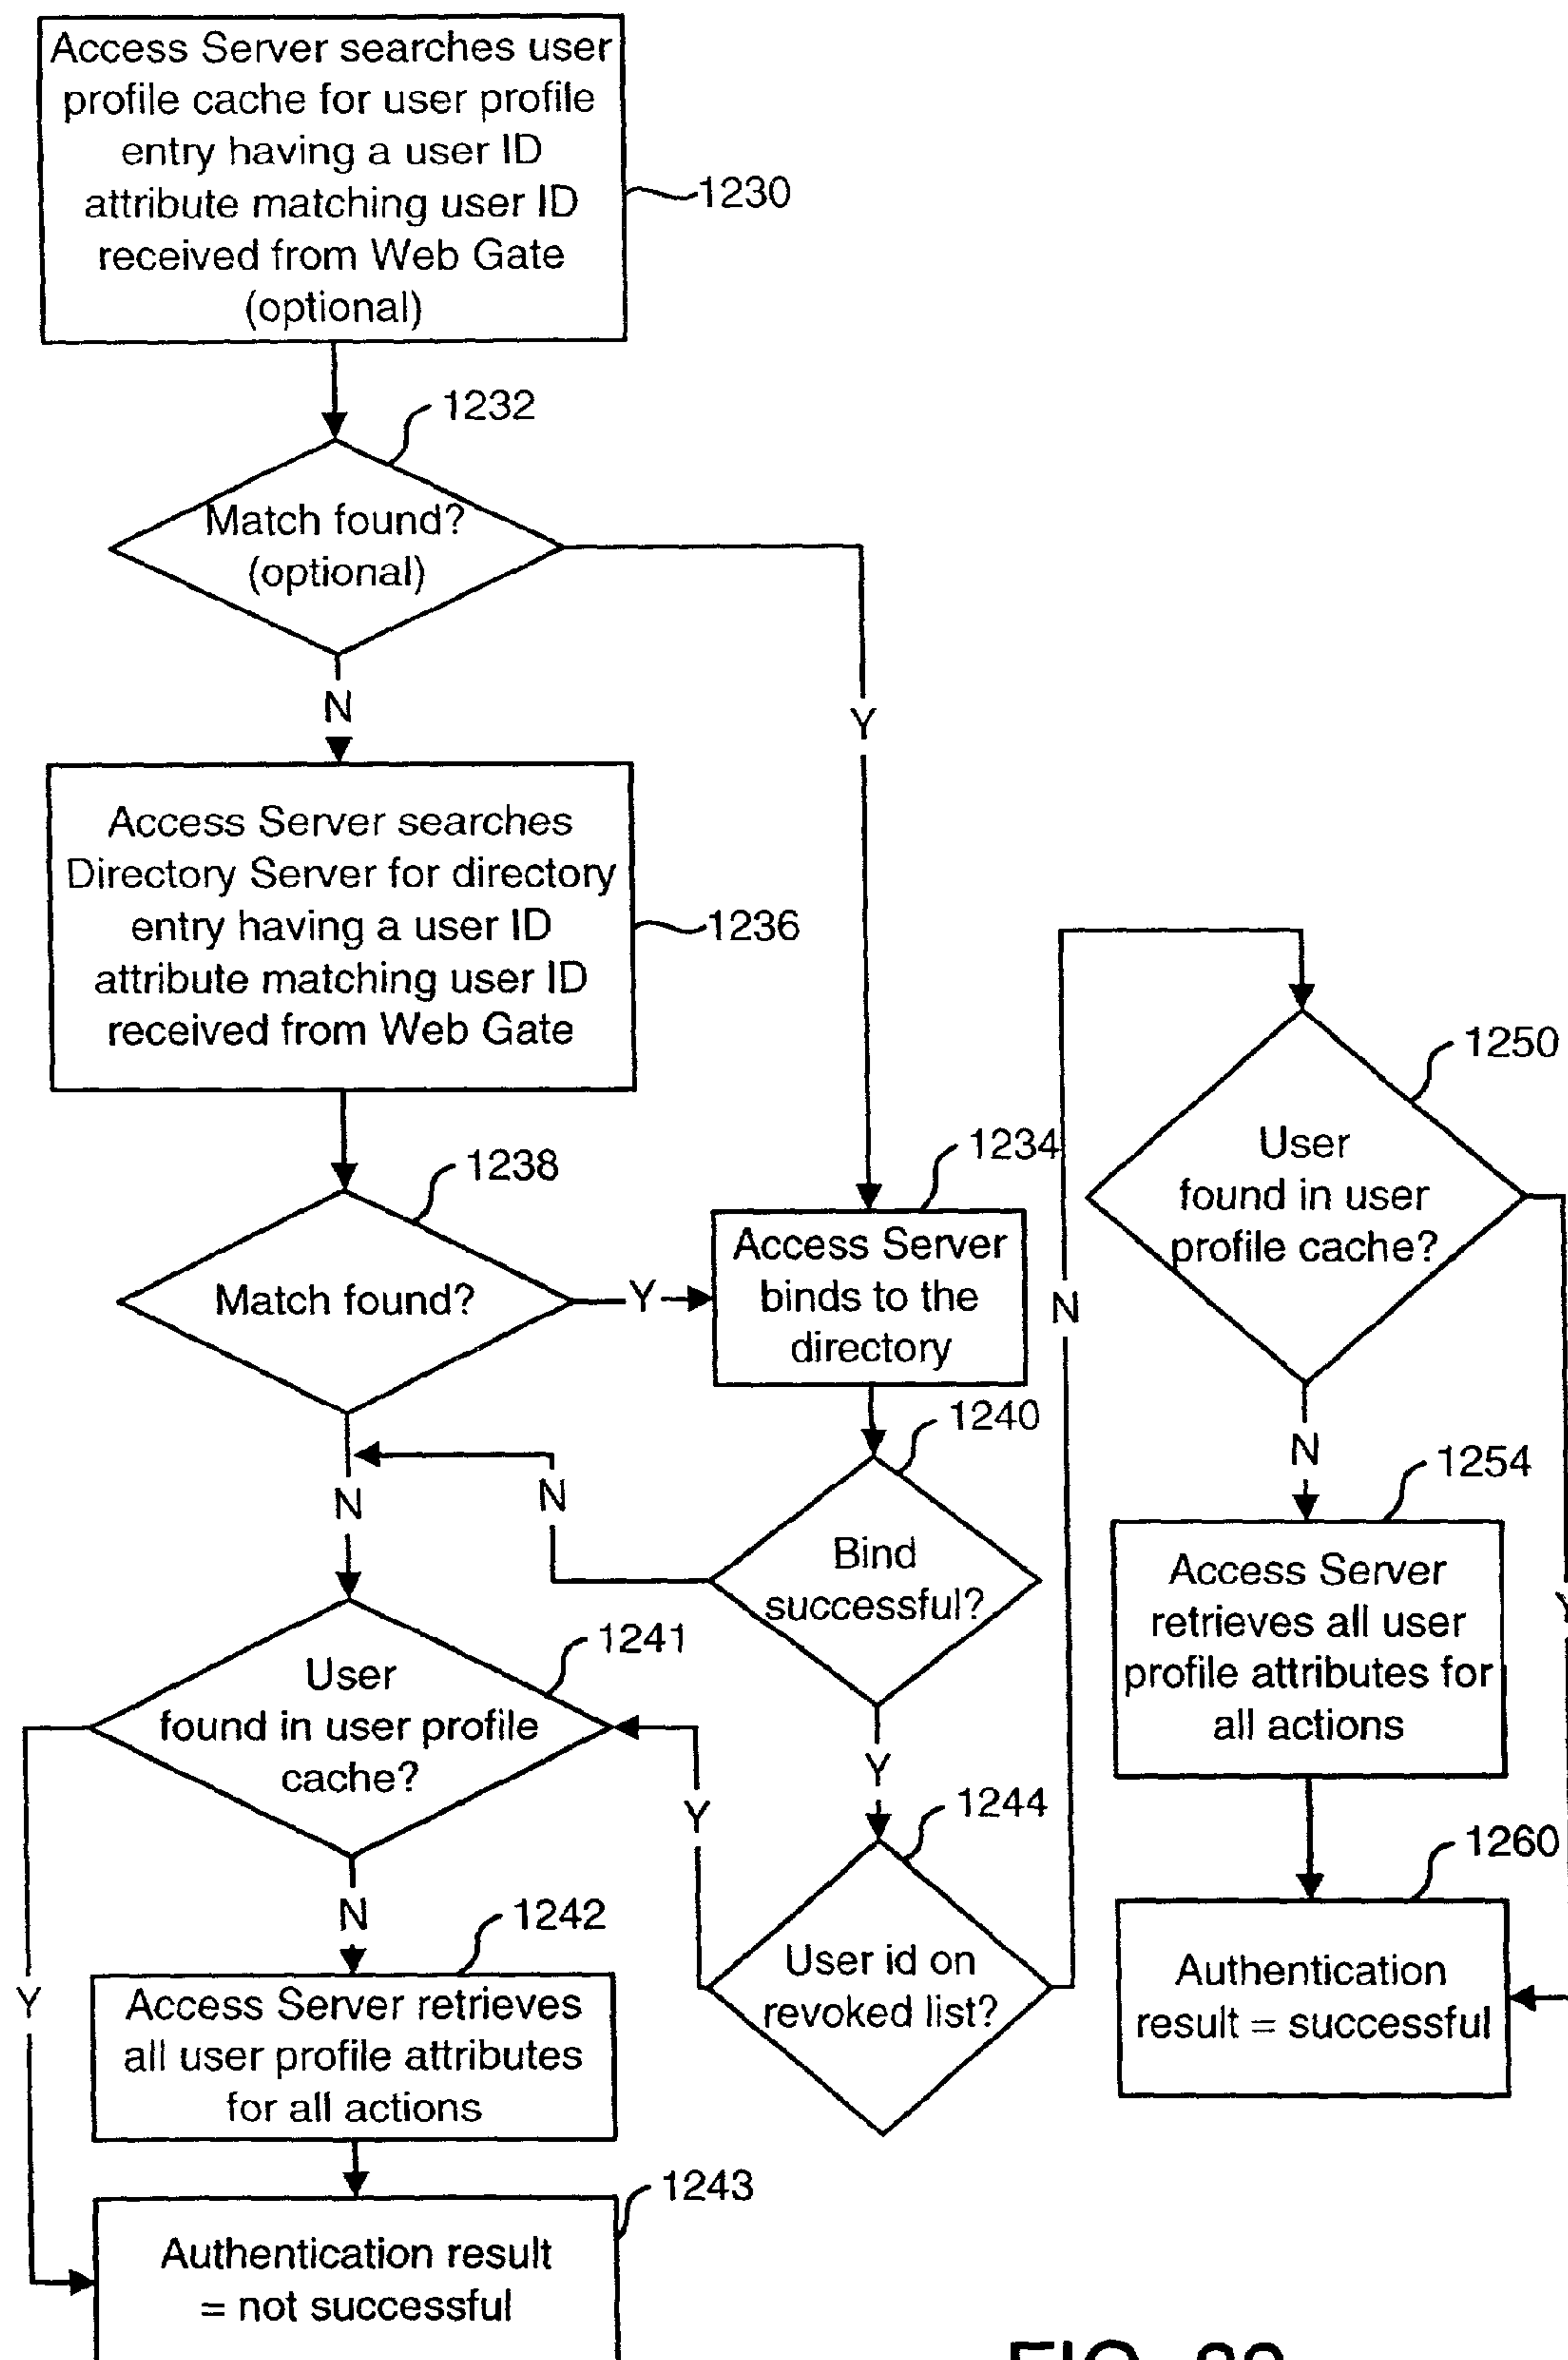 Access Server searches user
profile cache for user profile
entry having a user ID
attribute matching user ID
received from Web Gate
(optional)
1230
1232
Match found?
(optional)
N
Y
Access Server searches
Directory Server for directory
entry having a user ID
attribute matching user ID
received from Web Gate
1236
1238
Match found?
Y
1234
Access Server
binds to the
directory
1240
Bind
successful?
N
N
Y
1241
User
found in user profile
cache?
Y
N
Y
1242
Access Server retrieves
all user profile attributes
for all actions
1243
Authentication result
= not successful
1244
User id on
revoked list?
N
1250
User
found in user
profile cache?
N
1254
Access Server
retrieves all user
profile attributes for
all actions
1260
Authentication
result = successful
FIG.